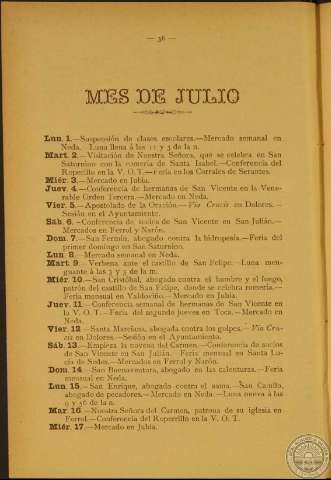 — 36 —
MES DE JULIO
Lun. 1.—Suspensión de clases escolares.—Mercado semanal en
Neda. Luna llena á las 11 y 3 de la n.
Mart. 2.—Visitación de Nuestra Señora, que se celebra en San
Saturnino con la romería de Santa Isabel.—Conferencia del
Roperillo en la V. O. T.—Feria en los Corrales de Serantes.
Miér. 3.—Mercado en Jubia.
Juev. 4.—Conferencia de hermanas de San Vicente en la Vene-
rable Orden Tercera.—Mercado en Neda.
Vier. 5.—Apostolado de la Oración.—Vía Crucis en Dolores.—
Sesión en el Ayuntamiento.
Sáb. 6.—Conferencia de socios de San Vicente en San Julián.—
Mercados en Ferrol y Narón.
Dom. 7.—San Fermín, abogado contra la hidropesía.—Feria del
primer domingo en San Saturnino.
Lun. 8.—Mercado semanal en Neda.
Mart. 9.—Verbena ante el castillo de San Felipe.—Luna men-
guante á las 3 y 5 de la m.
Miér. 10.—San Cristóbal, abogado contra el hambre y el fuego,
patrón del castillo de San Felipe, donde se celebra romería.—
Feria mensual en Valdoviño.—Mercado en Jubia.
Juev. 11.—Conferencia semanal de hermanas de San Vicente en
la V. O T.—Feria del segundo jueves en Toca.—Mercado en
Neda.
Vier. 12.—Santa Marciana, abogada contra los golpes.—Vía Cru-
cis en Dolores.—Sesión en el Ayuntamiento.
Sáb. 13.—Empieza la novena del Carmen.—Conferencia de socios
de San Vicente en San Julián. Feria mensual en Santa Lu-
cía de Sedes.—Mercados en Ferrol y Narón.
Dom. 14.—San Buenaventura, abogado en las calenturas.—Feria
mensual en Neda.
Lun. 15.—San Enrique, abogado contra el asma.—San Camilo,
abogado de pecadores.—Mercado en Neda.—Luna nueva á las
9 y 56 de la n.
Mar. 16.—Nuestra Señora del Carmen, patrona de su iglesia en
Ferrol.—Conferencia del Roperrillo en la V. O. T.
Miér. 17.—Mercado en Jubia.